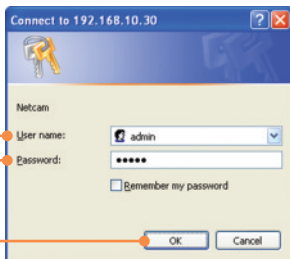 Connect to 192.168.10.30
Netcam
User name:
admin
Password:
•••••
Remember my password
OK
Cancel